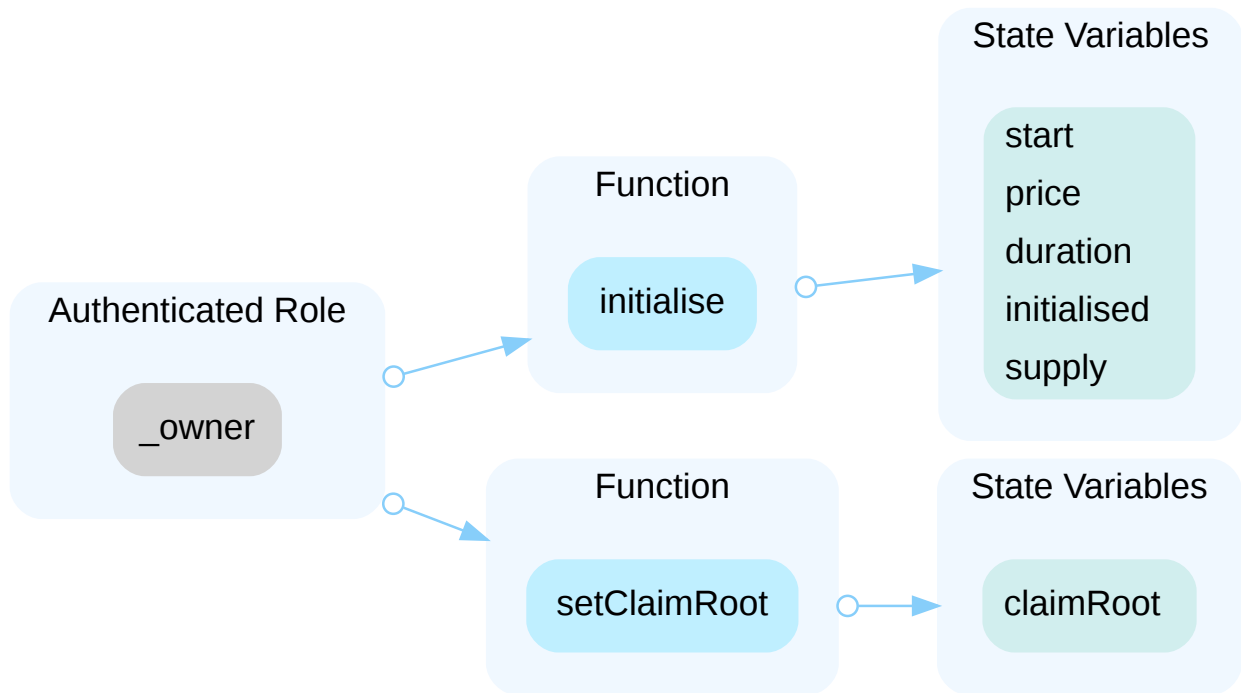 Authenticated Role
_owner
Function
initialise
State Variables
start
price
duration
initialised
supply
Function
setClaimRoot
State Variables
claimRoot